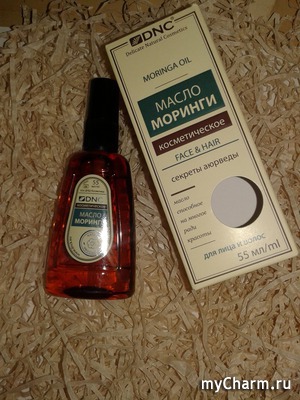 DNC
Delicate Natural Cosmetics
MORINGA OIL
МАСЛО
МОРИНГИ
косметическое
FACE & HAIR
секреты аюрведы
масло
способное
на многое
ради
красоты
для лица и волос
55 мл/ml
55
DNC
МАСЛО
МОРИНГИ
myCharm.ru